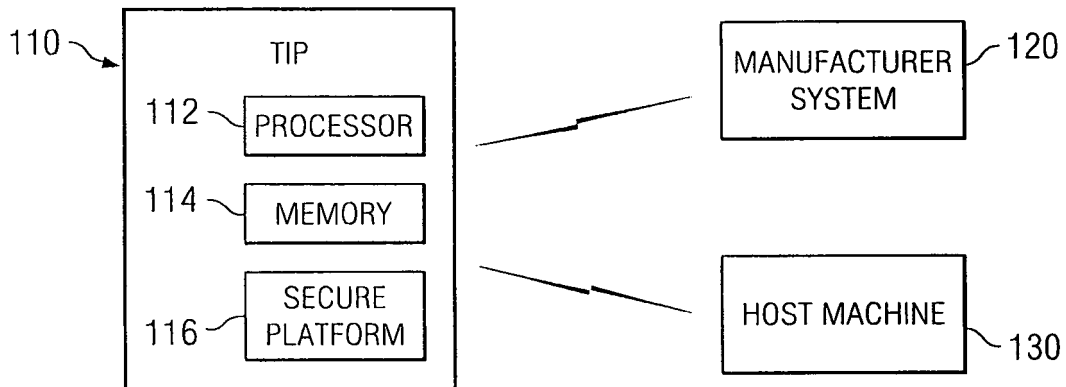 110
TIP
112
PROCESSOR
114
MEMORY
116
SECURE
PLATFORM
MANUFACTURER
SYSTEM
120
HOST MACHINE
130